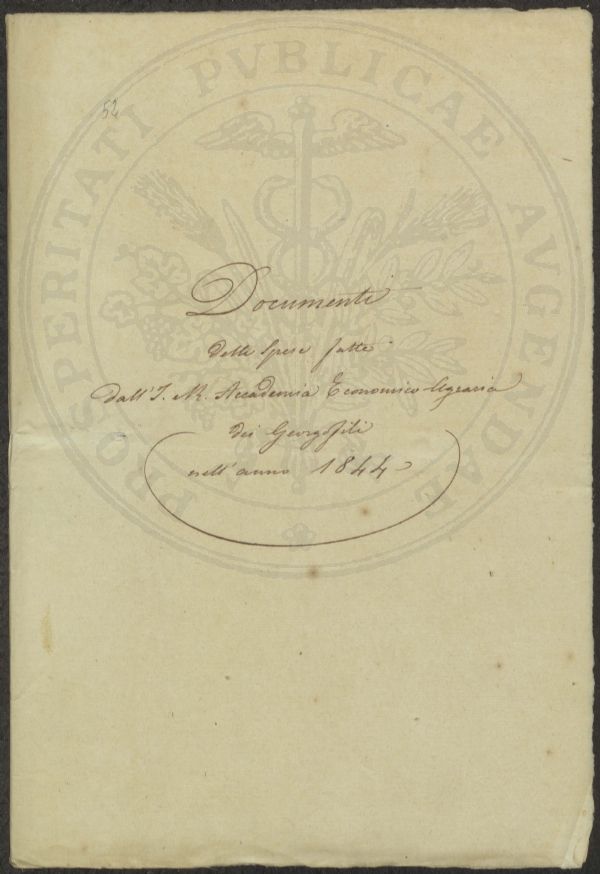 52
PROSPERITATI PVBLICAE AVGENDAE
Documenti
delle Spese fatte
dall'I. e R. Accademia Economico-Agraria
dei Georgofili
nell'anno 1844